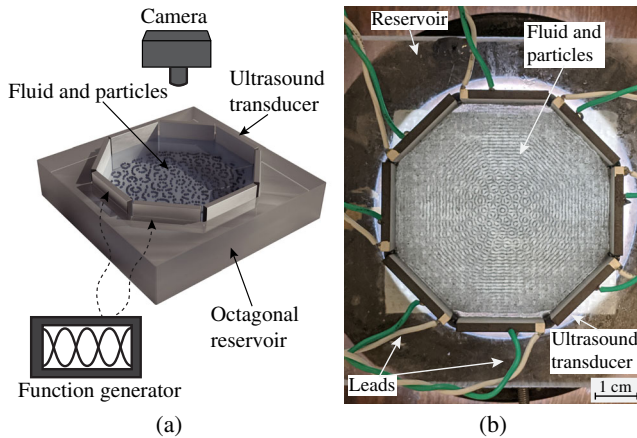 Camera
Fluid and particles
Ultrasound
transducer
Octagonal
reservoir
Function generator
(a)
Reservoir
Fluid and
particles
Leads
Ultrasound
transducer
1 cm
(b)